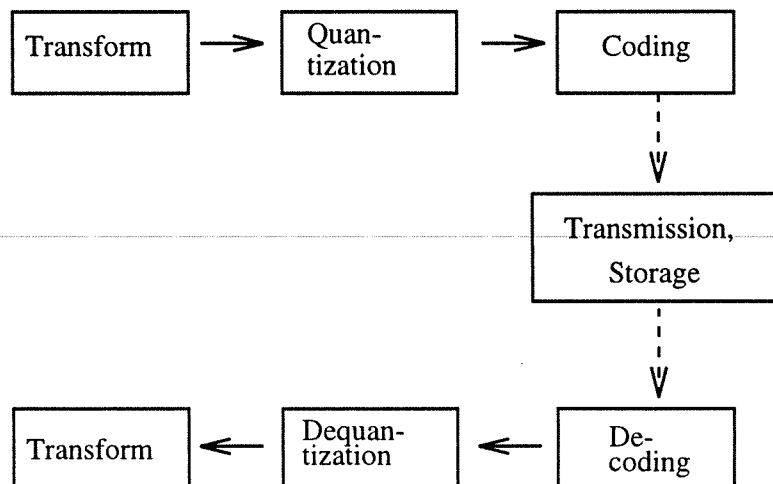 Transform
Quan-
tization
Coding
Transmission,
Storage
Transform
Dequan-
tization
De-
coding